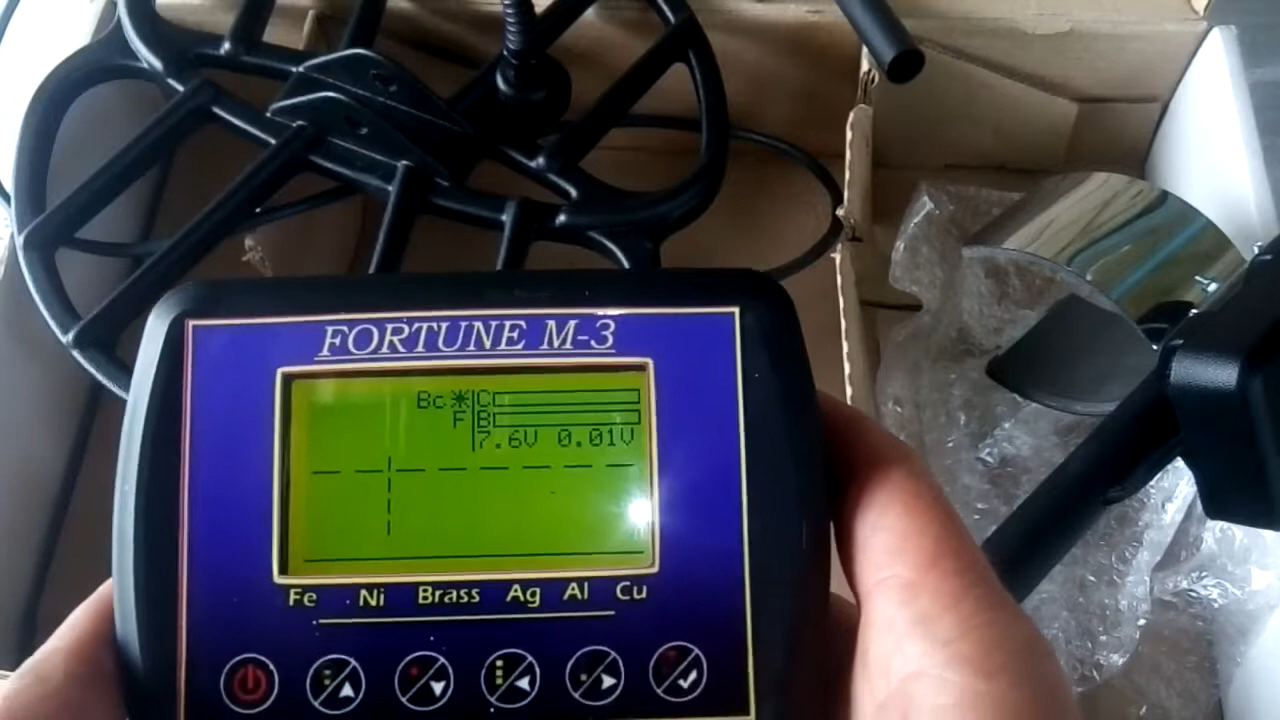 FORTUNE M-3
Bc☀ C
F B
7.6V 0.01V
Fe Ni Brass Ag Al Cu